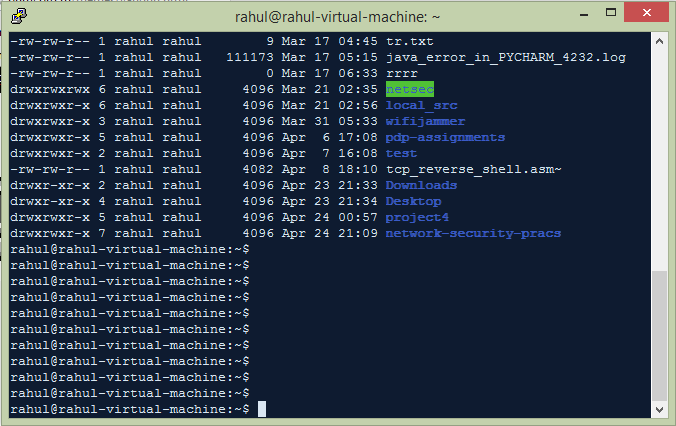 rahul@rahul-virtual-machine: ~
-rw-rw-r-- 1 rahul rahul 9 Mar 17 04:45 tr.txt
-rw-rw-r-- 1 rahul rahul 111173 Mar 17 05:15 java_error_in_PYCHARM_4232.log
-rw-rw-r-- 1 rahul rahul 0 Mar 17 06:33 rrrr
drwxrwxrwx 6 rahul rahul 4096 Mar 21 02:35 netsec
drwxrwxr-x 6 rahul rahul 4096 Mar 21 02:56 local_src
drwxrwxr-x 3 rahul rahul 4096 Mar 31 05:33 wifijammer
drwxrwxr-x 5 rahul rahul 4096 Apr 6 17:08 pdp-assignments
drwxrwxr-x 2 rahul rahul 4096 Apr 7 16:08 test
-rw-rw-r-- 1 rahul rahul 4082 Apr 8 18:10 tcp_reverse_shell.asm~
drwxr-xr-x 2 rahul rahul 4096 Apr 23 21:33 Downloads
drwxr-xr-x 4 rahul rahul 4096 Apr 23 21:34 Desktop
drwxrwxr-x 5 rahul rahul 4096 Apr 24 00:57 project4
drwxrwxr-x 7 rahul rahul 4096 Apr 24 21:09 network-security-pracs
rahul@rahul-virtual-machine:~$
rahul@rahul-virtual-machine:~$
rahul@rahul-virtual-machine:~$
rahul@rahul-virtual-machine:~$
rahul@rahul-virtual-machine:~$
rahul@rahul-virtual-machine:~$
rahul@rahul-virtual-machine:~$
rahul@rahul-virtual-machine:~$
rahul@rahul-virtual-machine:~$
rahul@rahul-virtual-machine:~$
rahul@rahul-virtual-machine:~$